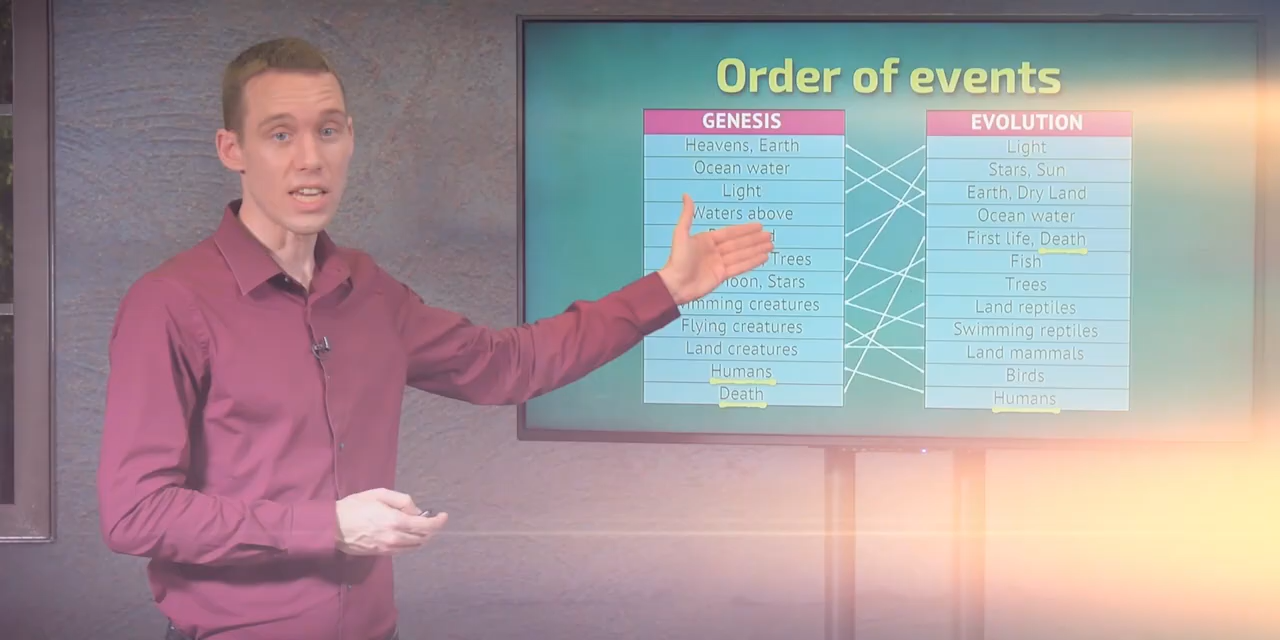 Order of events
GENESIS
Heavens, Earth
Ocean water
Light
Waters above
Trees
Moon, Stars
Swimming creatures
Flying creatures
Land creatures
Humans
Death
EVOLUTION
Light
Stars, Sun
Earth, Dry Land
Ocean water
First life, Death
Fish
Trees
Land reptiles
Swimming reptiles
Land mammals
Birds
Humans